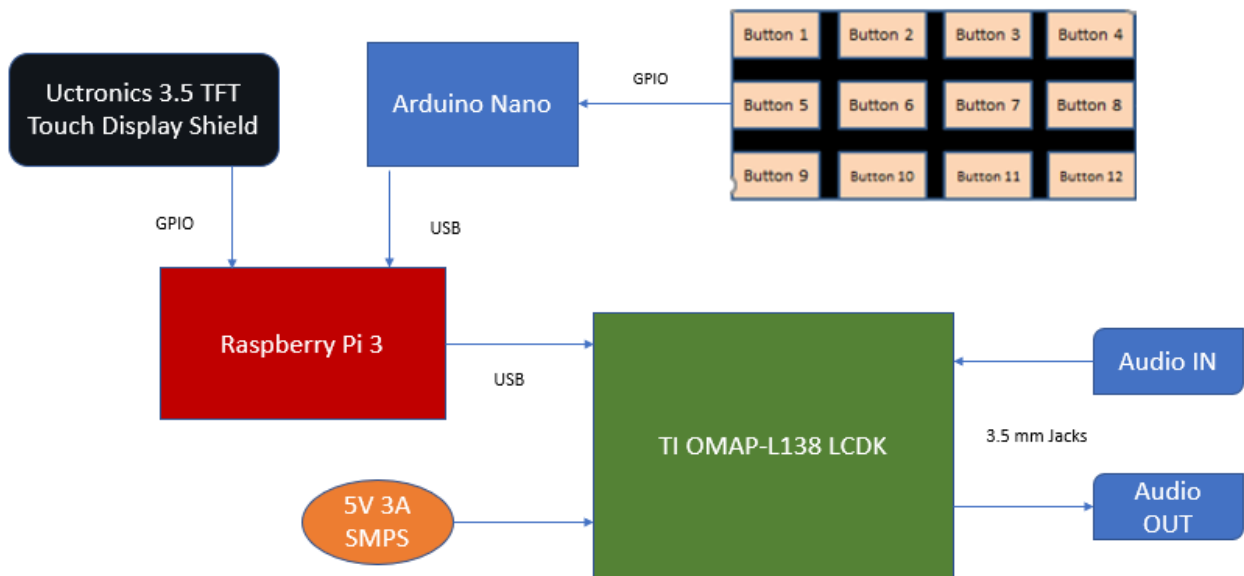 Uctronics 3.5 TFT
Touch Display Shield
Arduino Nano
GPIO
Button 1
Button 2
Button 3
Button 4
Button 5
Button 6
Button 7
Button 8
Button 9
Button 10
Button 11
Button 12
GPIO
USB
Raspberry Pi 3
USB
TI OMAP-L138 LCDK
Audio IN
3.5 mm Jacks
5V 3A
SMPS
Audio
OUT